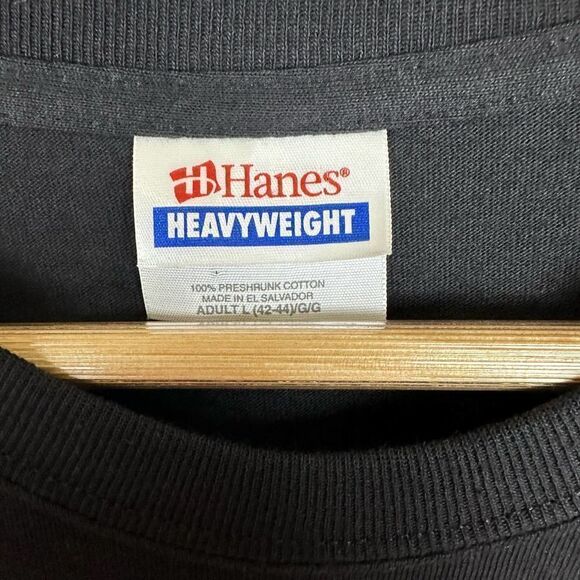 Hanes®
HEAVYWEIGHT
100% PRESHRUNK COTTON
MADE IN EL SALVADOR
ADULT L (42-44)/G/G